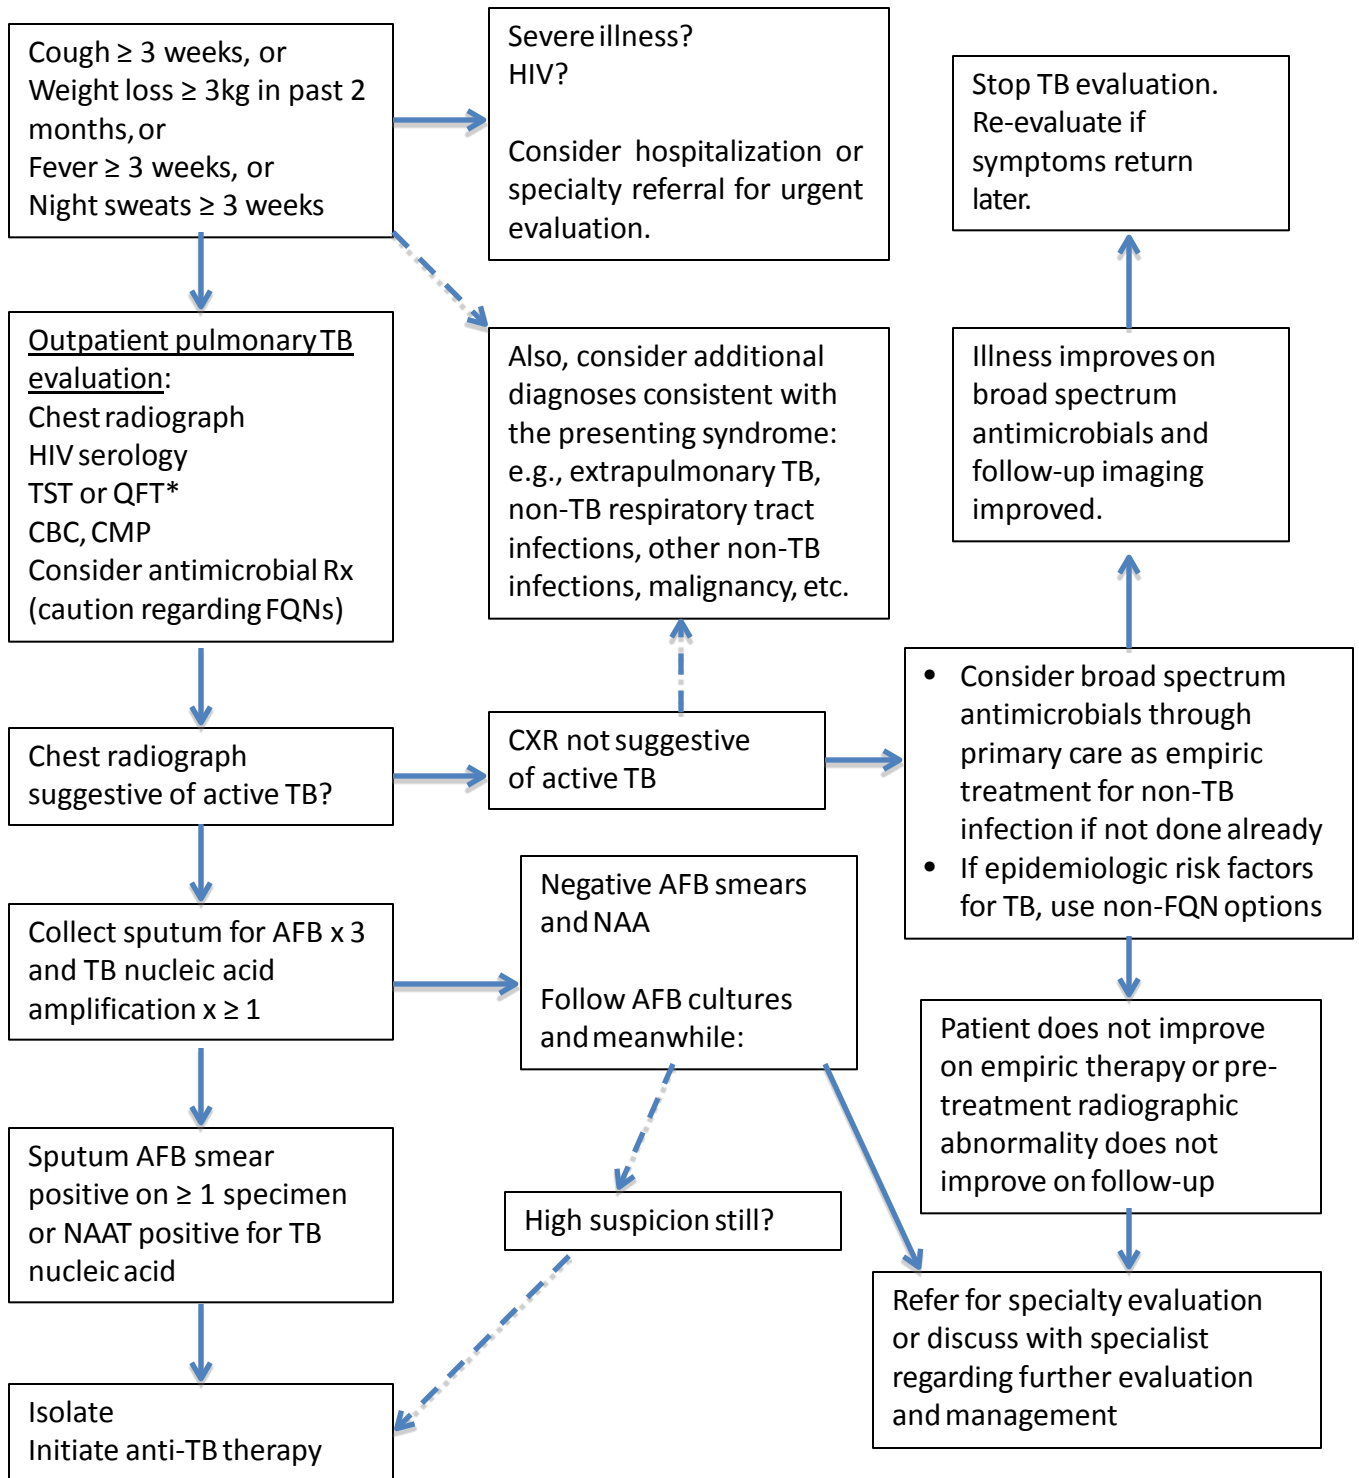 Cough ≥ 3 weeks, or
Weight loss ≥ 3kg in past 2
months, or
Fever ≥ 3 weeks, or
Night sweats ≥ 3 weeks
Severe illness?
HIV?
Consider hospitalization or
specialty referral for urgent
evaluation.
Stop TB evaluation.
Re-evaluate if
symptoms return
later.
Outpatient pulmonary TB
evaluation:
Chest radiograph
HIV serology
TST or QFT*
CBC, CMP
Consider antimicrobial Rx
(caution regarding FQNs)
Also, consider additional
diagnoses consistent with
the presenting syndrome:
e.g., extrapulmonary TB,
non-TB respiratory tract
infections, other non-TB
infections, malignancy, etc.
Illness improves on
broad spectrum
antimicrobials and
follow-up imaging
improved.
Chest radiograph
suggestive of active TB?
CXR not suggestive
of active TB
• Consider broad spectrum
antimicrobials through
primary care as empiric
treatment for non-TB
infection if not done already
• If epidemiologic risk factors
for TB, use non-FQN options
Collect sputum for AFB x 3
and TB nucleic acid
amplification x ≥ 1
Negative AFB smears
and NAA
Follow AFB cultures
and meanwhile:
Patient does not improve
on empiric therapy or pre-
treatment radiographic
abnormality does not
improve on follow-up
Sputum AFB smear
positive on ≥ 1 specimen
or NAAT positive for TB
nucleic acid
High suspicion still?
Refer for specialty evaluation
or discuss with specialist
regarding further evaluation
and management
Isolate
Initiate anti-TB therapy